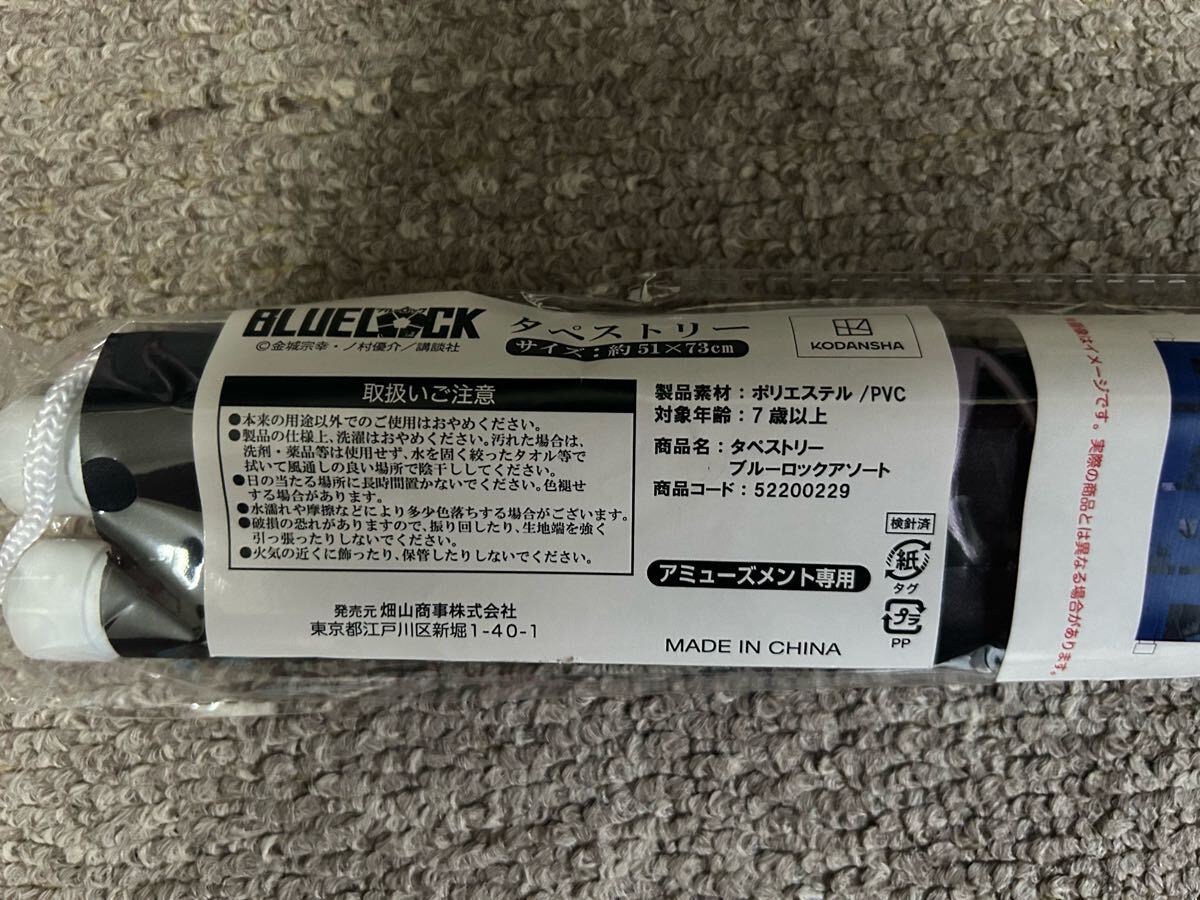 BLUELOCK
©金城宗幸・ノ村優介／講談社
タペストリー
サイズ：約51×73cm
KODANSHA
取扱いご注意
●本来の用途以外でのご使用はおやめください。
●製品の仕様上、洗濯はおやめください。汚れた場合は、
洗剤・薬品等は使用せず、水を固く絞ったタオル等で
拭いて風通しの良い場所で陰干ししてください。
●日の当たる場所に長時間置かないでください。色褪せ
する場合があります。
●水濡れや摩擦などにより多少色落ちする場合がございます。
●破損の恐れがありますので、振り回したり、生地端を強く
引っ張ったりしないでください。
●火気の近くに飾ったり、保管したりしないでください。
発売元 畑山商事株式会社
東京都江戸川区新堀1-40-1
製品素材：ポリエステル/PVC
対象年齢：7歳以上
商品名：タペストリー
ブルーロックアソート
商品コード：52200229
アミューズメント専用
MADE IN CHINA
検針済
紙
タグ
プラ
PP
はイメージです。実際の商品とは異なる場合があります。